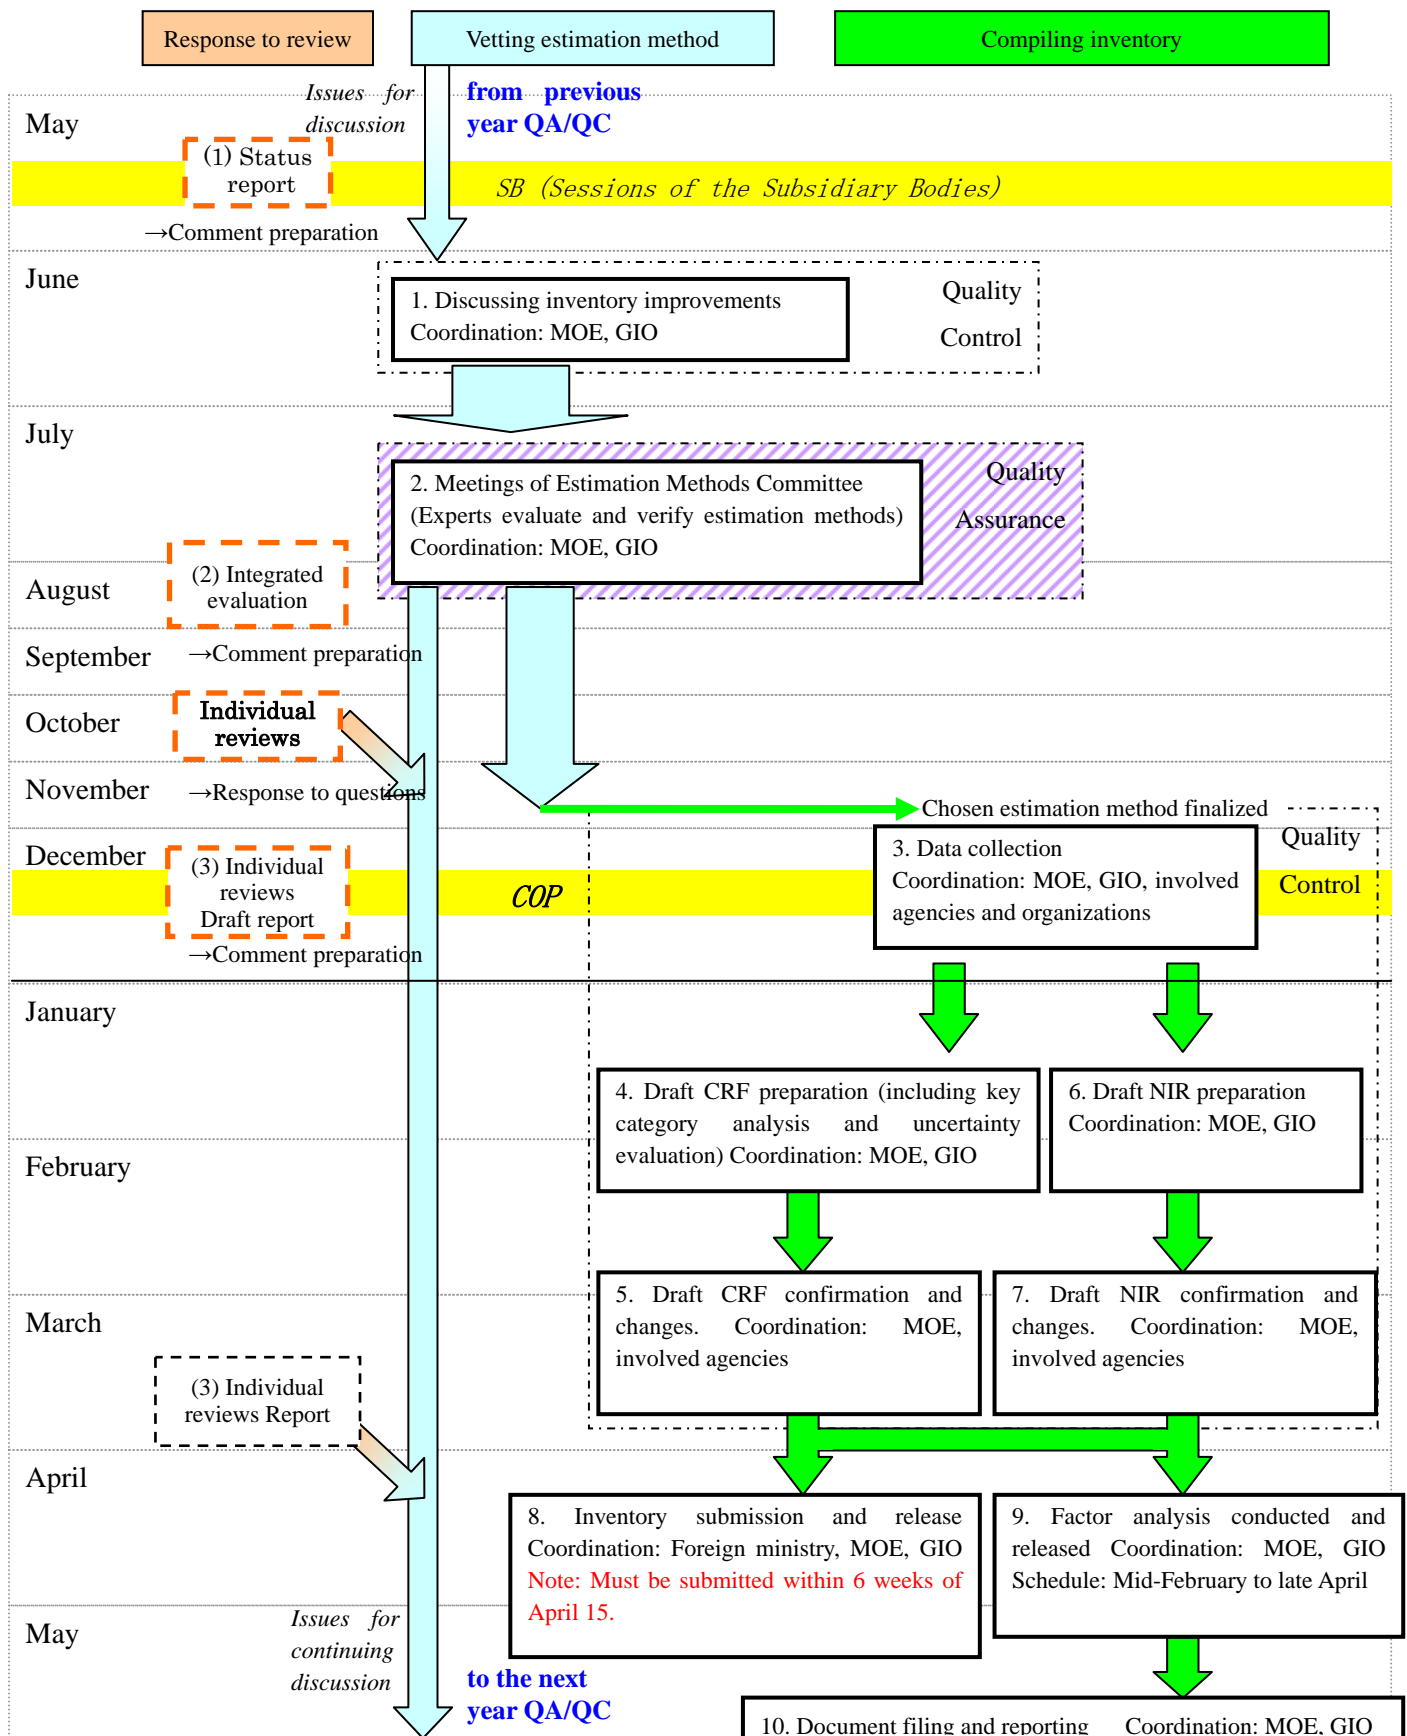 Response to review
Vetting estimation method
Compiling inventory
Issues for
discussion
from previous
year QA/QC
May
(1) Status
report
SB (Sessions of the Subsidiary Bodies)
→Comment preparation
June
1. Discussing inventory improvements
Coordination: MOE, GIO
Quality
Control
July
2. Meetings of Estimation Methods Committee
(Experts evaluate and verify estimation methods)
Coordination: MOE, GIO
Quality
Assurance
August
(2) Integrated
evaluation
September
→Comment preparation
October
Individual
reviews
November
→Response to questions
Chosen estimation method finalized
December
(3) Individual
reviews
Draft report
COP
3. Data collection
Coordination: MOE, GIO, involved
agencies and organizations
Quality
Control
→Comment preparation
January
4. Draft CRF preparation (including key
category analysis and uncertainty
evaluation) Coordination: MOE, GIO
6. Draft NIR preparation
Coordination: MOE, GIO
February
5. Draft CRF confirmation and
changes. Coordination: MOE,
involved agencies
7. Draft NIR confirmation and
changes. Coordination: MOE,
involved agencies
March
(3) Individual
reviews Report
April
8. Inventory submission and release
Coordination: Foreign ministry, MOE, GIO
Note: Must be submitted within 6 weeks of
April 15.
9. Factor analysis conducted and
released Coordination: MOE, GIO
Schedule: Mid-February to late April
May
Issues for
continuing
discussion
to the next
year QA/QC
10. Document filing and reporting Coordination: MOE, GIO